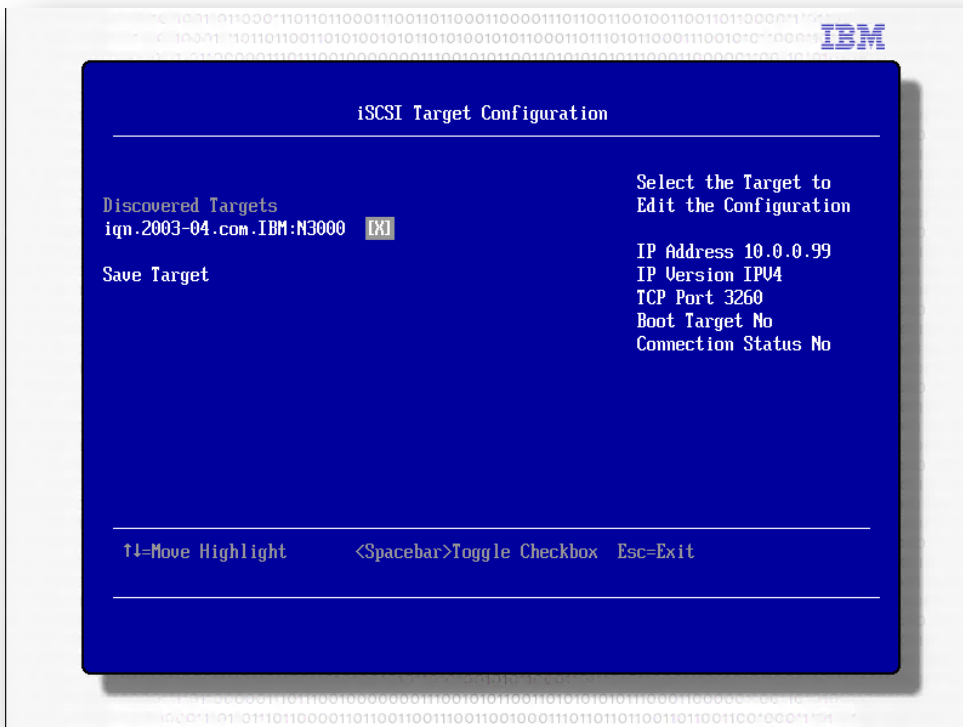 IBM
iSCSI Target Configuration
Discovered Targets
iqn.2003-04.com.IBM:N3000 [X]
Save Target
Select the Target to
Edit the Configuration
IP Address 10.0.0.99
IP Version IPV4
TCP Port 3260
Boot Target No
Connection Status No
↑↓=Move Highlight <Spacebar>Toggle Checkbox Esc=Exit